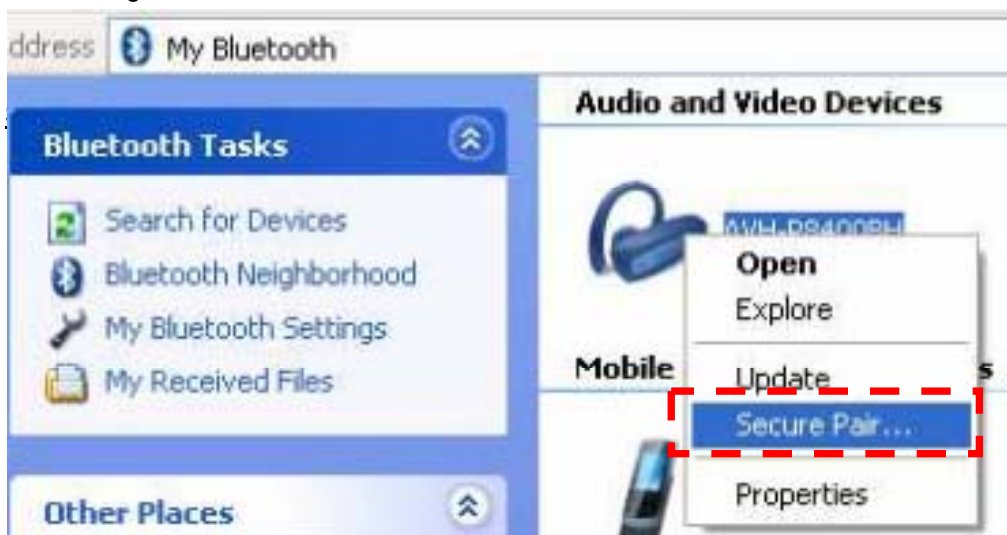 ddress My Bluetooth
Bluetooth Tasks
Search for Devices
Bluetooth Neighborhood
My Bluetooth Settings
My Received Files
Other Places
Audio and Video Devices
Open
Explore
Update
Secure Pair...
Properties
Mobile
s